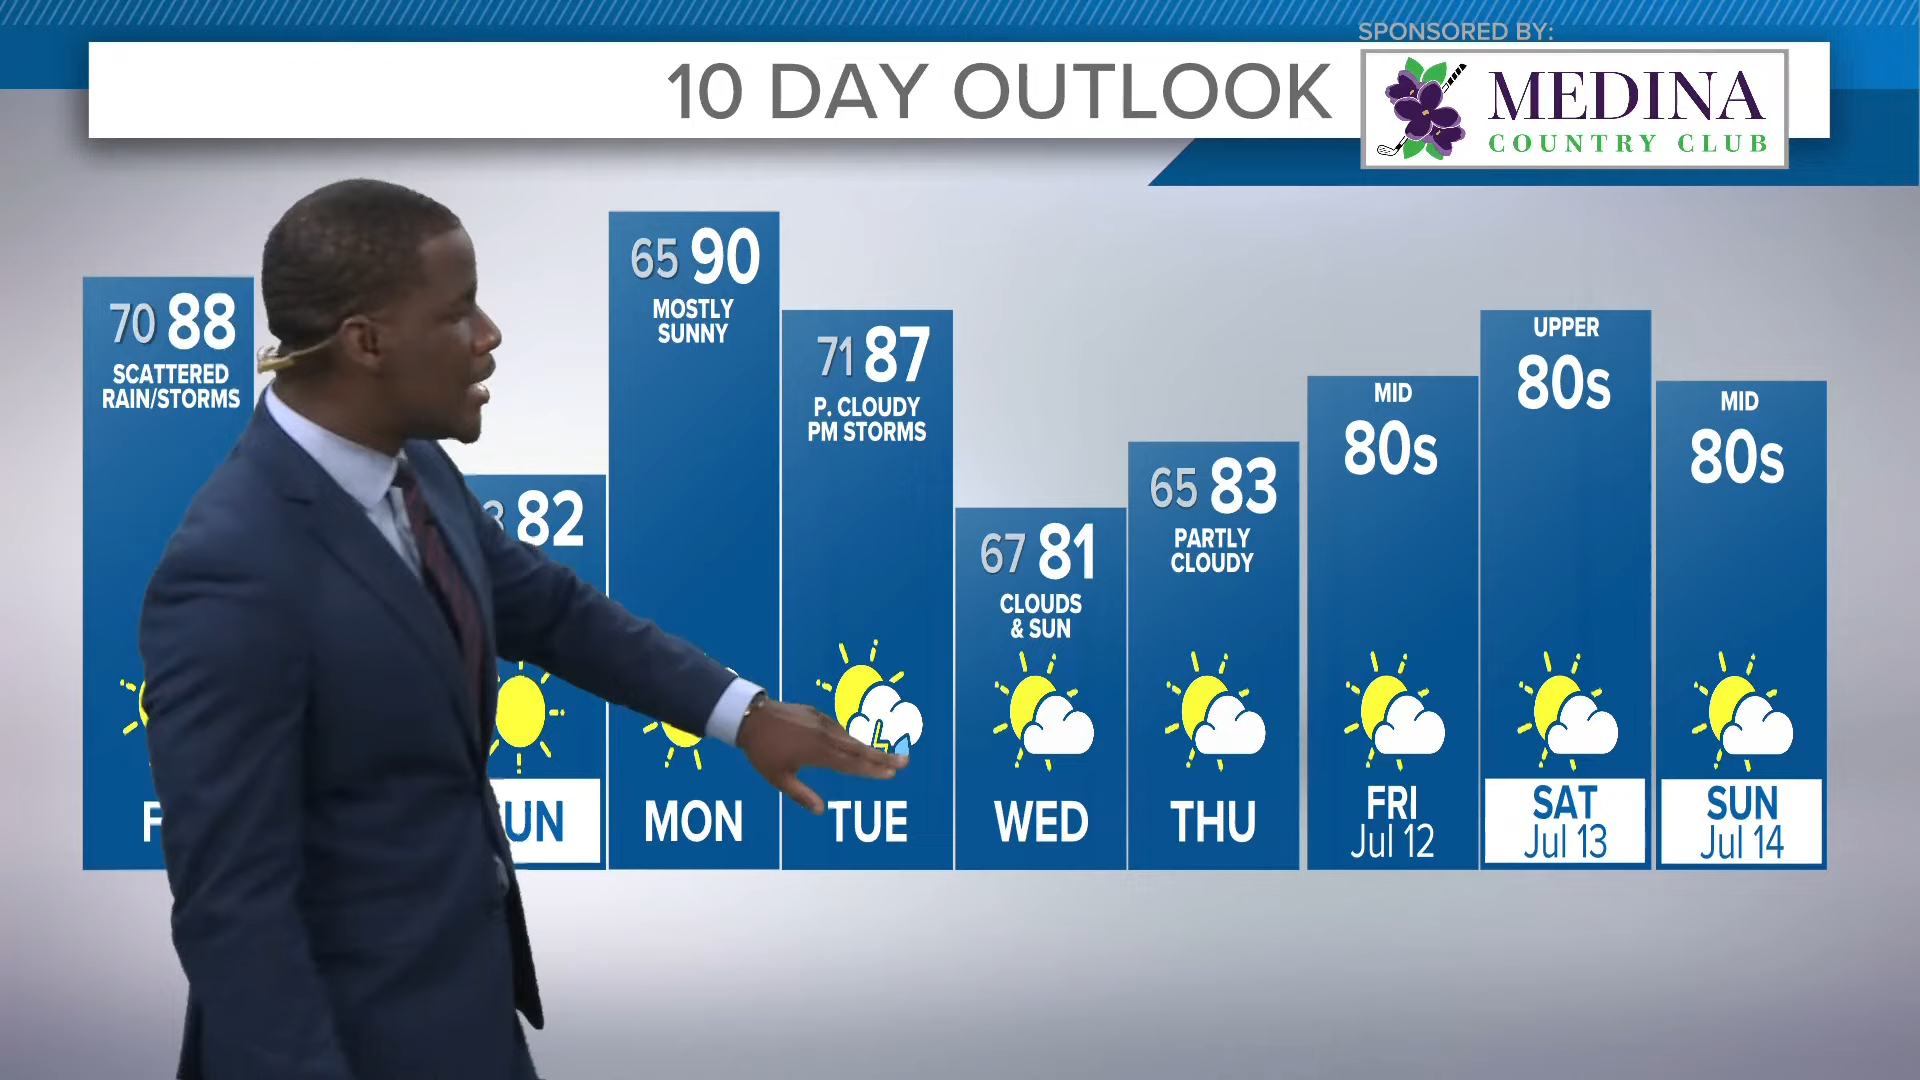 SPONSORED BY:
10 DAY OUTLOOK
MEDINA
COUNTRY CLUB
70 88
SCATTERED
RAIN/STORMS
82
65 90
MOSTLY
SUNNY
MON
71 87
P. CLOUDY
PM STORMS
TUE
67 81
CLOUDS
& SUN
WED
65 83
PARTLY
CLOUDY
THU
MID
80s
FRI
Jul 12
UPPER
80s
SAT
Jul 13
MID
80s
SUN
Jul 14